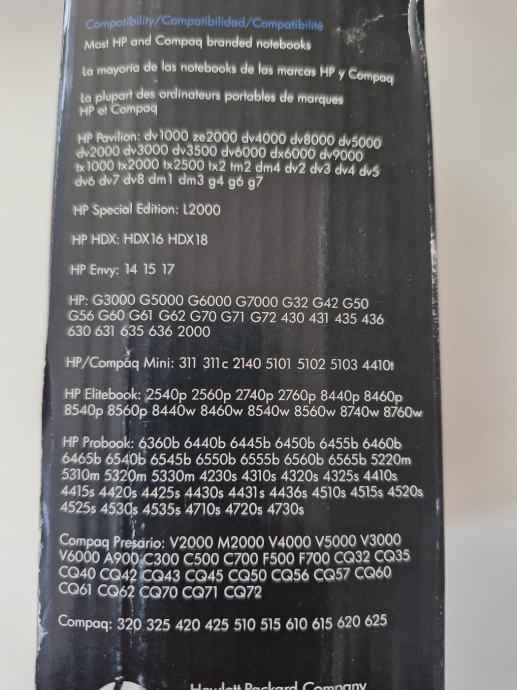 Compatibility/Compatibilidad/Compatibilité
Most HP and Compaq branded notebooks
La mayoría de las notebooks de las marcas HP y Compaq
La plupart des ordinateurs portables de marques
HP et Compaq
HP Pavilion: dv1000 ze2000 dv4000 dv8000 dv5000
dv2000 dv3000 dv3500 dv6000 dx6000 dv9000
tx1000 tx2000 tx2500 tx2 tm2 dm4 dv2 dv3 dv4 dv5
dv6 dv7 dv8 dm1 dm3 g4 g6 g7
HP Special Edition: L2000
HP HDX: HDX16 HDX18
HP Envy: 14 15 17
HP: G3000 G5000 G6000 G7000 G32 G42 G50
G56 G60 G61 G62 G70 G71 G72 430 431 435 436
630 631 635 636 2000
HP/Compaq Mini: 311 311c 2140 5101 5102 5103 4410t
HP Elitebook: 2540p 2560p 2740p 2760p 8440p 8460p
8540p 8560p 8440w 8460w 8540w 8560w 8740w 8760w
HP Probook: 6360b 6440b 6445b 6450b 6455b 6460b
6465b 6540b 6545b 6550b 6555b 6560b 6565b 5220m
5310m 5320m 5330m 4230s 4310s 4320s 4325s 4410s
4415s 4420s 4425s 4430s 4431s 4436s 4510s 4515s 4520s
4525s 4530s 4535s 4710s 4720s 4730s
Compaq Presario: V2000 M2000 V4000 V5000 V3000
V6000 A900 C300 C500 C700 F500 F700 CQ32 CQ35
CQ40 CQ42 CQ43 CQ45 CQ50 CQ56 CQ57 CQ60
CQ61 CQ62 CQ70 CQ71 CQ72
Compaq: 320 325 420 425 510 515 610 615 620 625
Hewlett-Packard Company